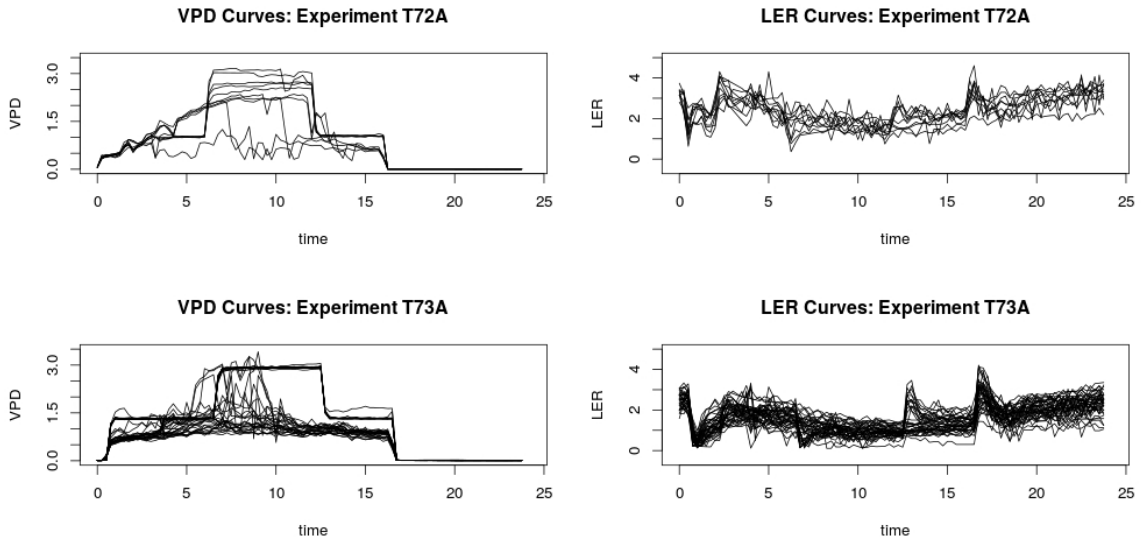 VPD Curves: Experiment T72A
VPD
0.0 1.5 3.0
0 5 10 15 20 25
time
LER Curves: Experiment T72A
LER
0 2 4
0 5 10 15 20 25
time
VPD Curves: Experiment T73A
VPD
0.0 1.5 3.0
0 5 10 15 20 25
time
LER Curves: Experiment T73A
LER
0 2 4
0 5 10 15 20 25
time